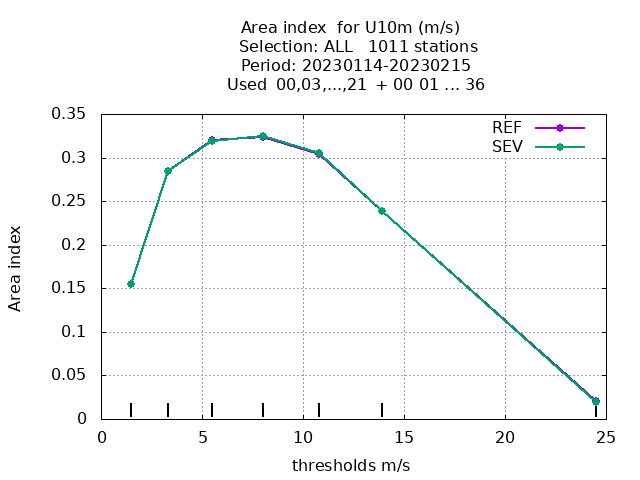 Area index  for U10m (m/s)
Selection: ALL   1011 stations
Period: 20230114-20230215
Used  00,03,...,21  + 00 01 ... 36
REF
SEV
0.35
0.3
0.25
0.2
0.15
0.1
0.05
0
Area index
0 5 10 15 20 25
thresholds m/s